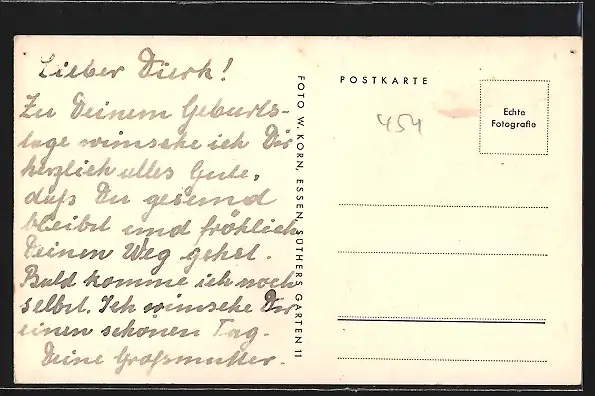 Lieber Dierk!
Zu Deinem Geburts-
tage wünsche ich Dir
herzlich alles Gute,
daß Du gesund
bleibst und fröhlich
Deinen Weg gehst.
Bald komme ich noch
selbst. Ich wünsche Dir
einen schönen Tag.
Deine Großmutter.
FOTO W. KORN, ESSEN, SÜTHERS GARTEN 11
POSTKARTE
454
Echte
Fotografie